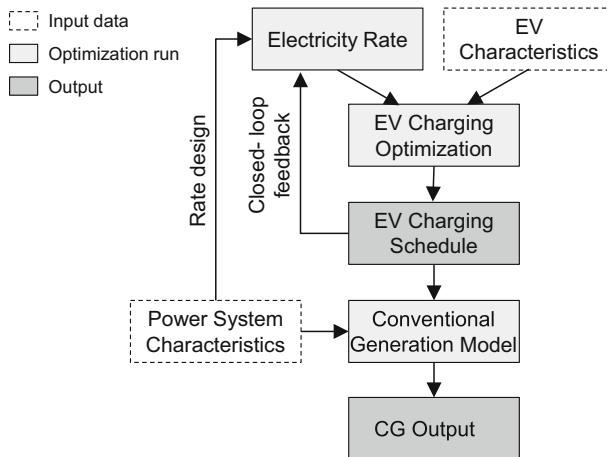 Input data
Optimization run
Output
Electricity Rate
EV
Characteristics
Rate design
Closed- loop
feedback
EV Charging
Optimization
EV Charging
Schedule
Power System
Characteristics
Conventional
Generation Model
CG Output